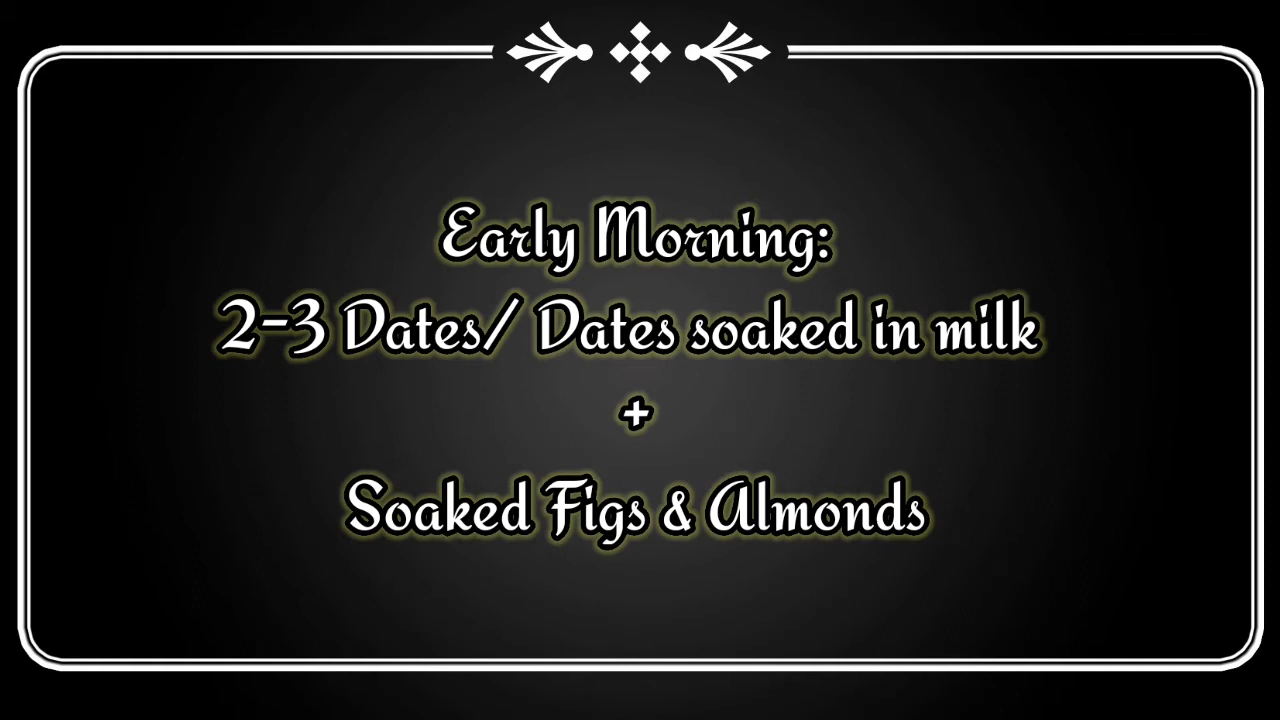 Early Morning:
2-3 Dates/ Dates soaked in milk
+
Soaked Figs & Almonds